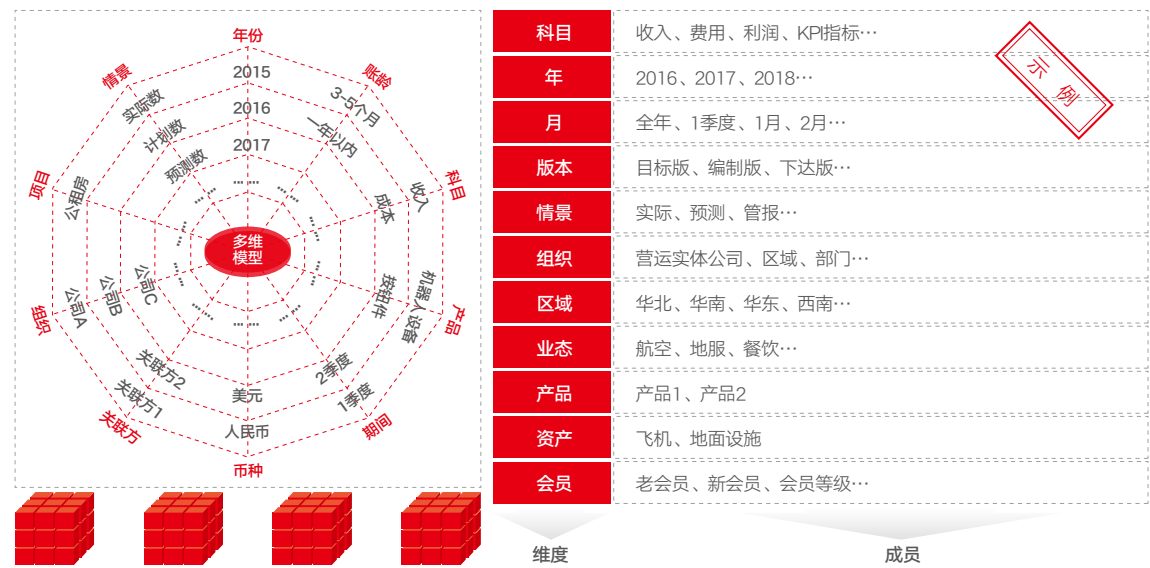 年份
2015
2016
2017
……
账龄
3-5个月
一年以内
……
科目
收入
成本
……
产品
机器人设备
按钮件
……
期间
1季度
2季度
……
币种
人民币
美元
……
关联方
关联方1
关联方2
……
组织
公司A
公司B
公司C
……
项目
公租房
……
情景
实际数
计划数
预测数
……
多维
模型
科目 收入、费用、利润、KPI指标…
年 2016、2017、2018…
月 全年、1季度、1月、2月…
版本 目标版、编制版、下达版…
情景 实际、预测、管报…
组织 营运实体公司、区域、部门…
区域 华北、华南、华东、西南…
业态 航空、地服、餐饮…
产品 产品1、产品2
资产 飞机、地面设施
会员 老会员、新会员、会员等级…
示例
维度
成员